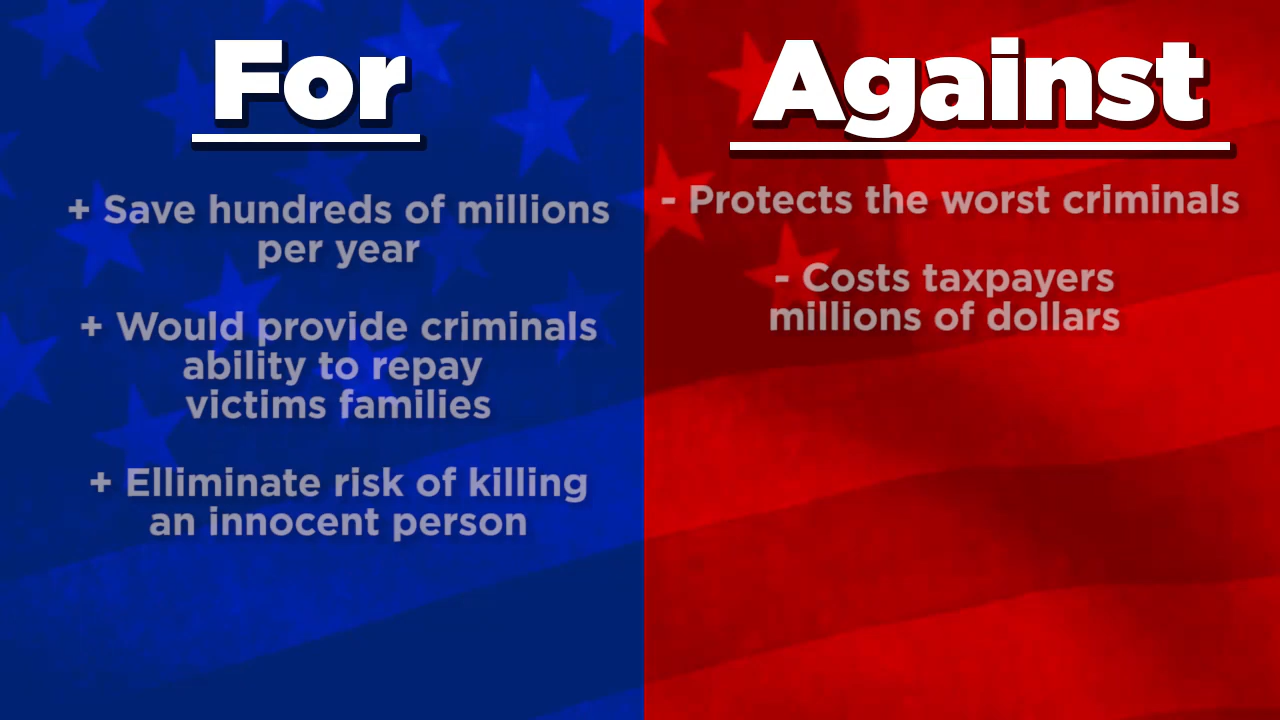 For
+ Save hundreds of millions
per year
+ Would provide criminals
ability to repay
victims families
+ Elliminate risk of killing
an innocent person
Against
- Protects the worst criminals
- Costs taxpayers
millions of dollars